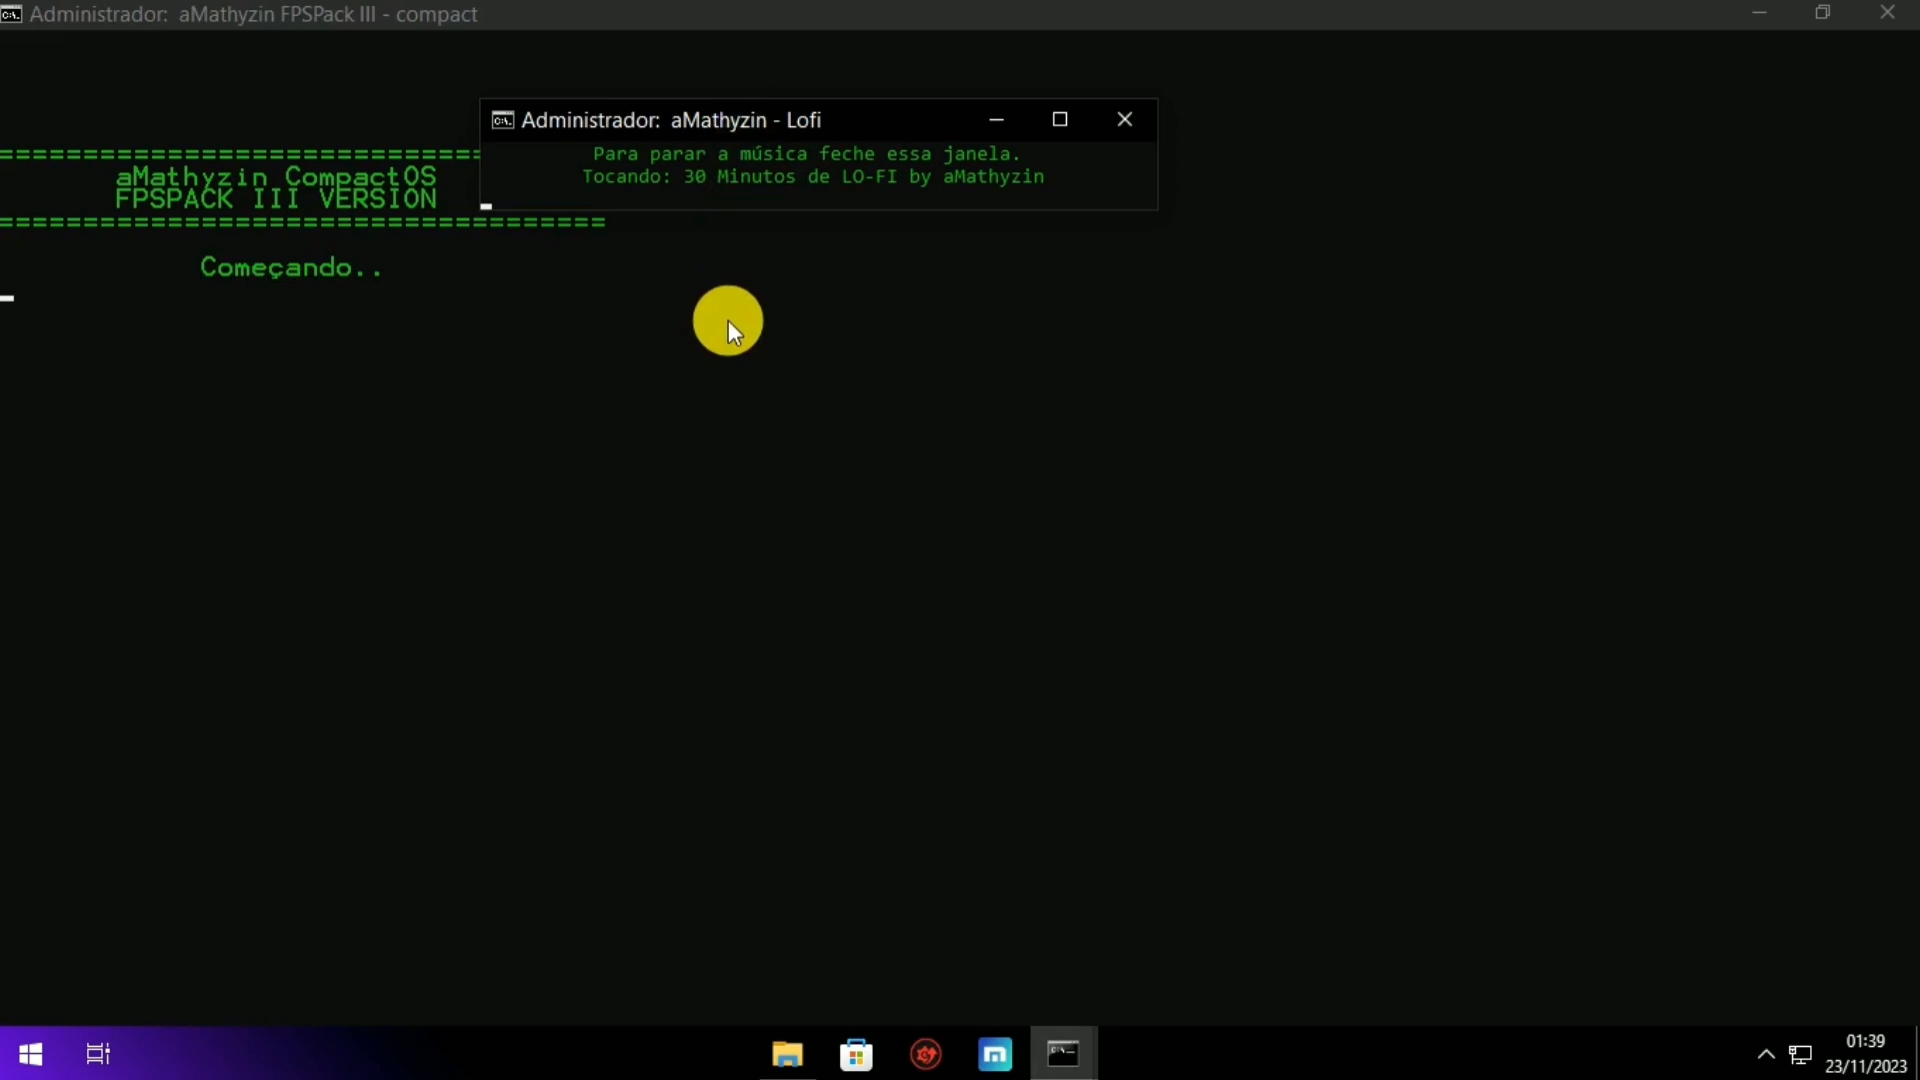 Administrador: aMathyzin FPSPack III - compact
Administrador: aMathyzin - Lofi
Para parar a música feche essa janela.
Tocando: 30 Minutos de LO-FI by aMathyzin
=============================
aMathyzin CompactOS
FPSPACK III VERSION
====================================
Começando..
01:39
23/11/2023